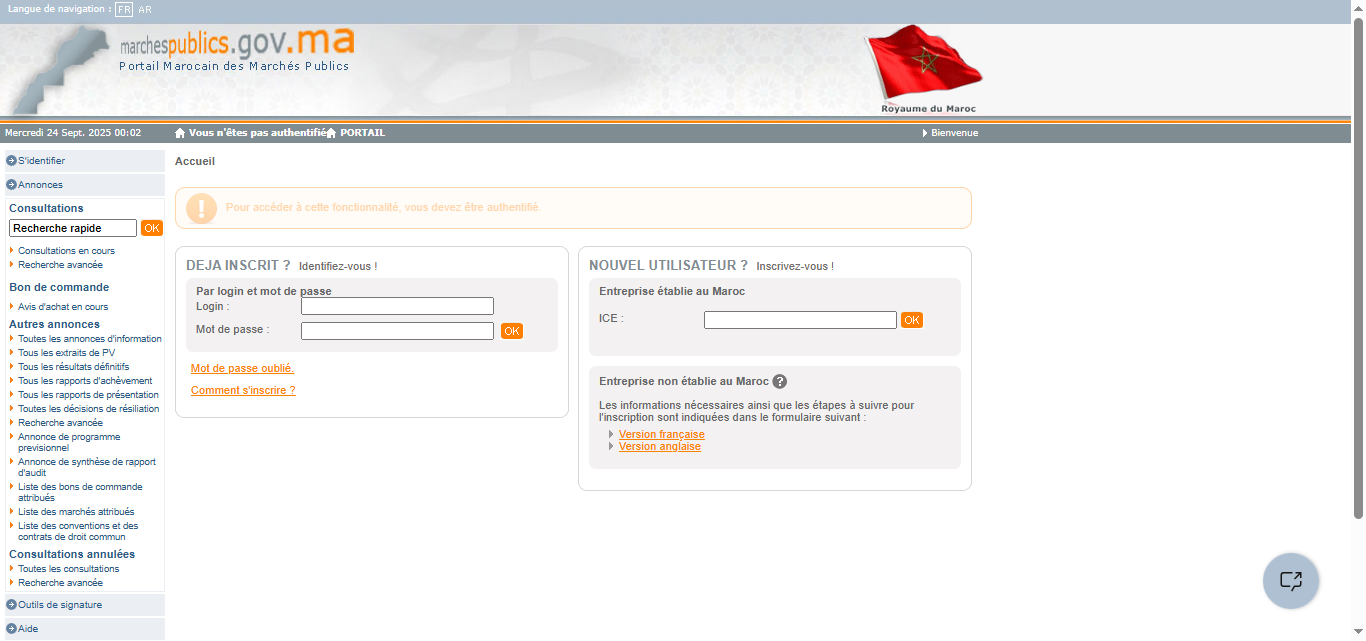 Langue de navigation : FR AR
marchespublics.gov.ma
Portail Marocain des Marchés Publics
Royaume du Maroc
Mercredi 24 Sept. 2025 00:02
Vous n'êtes pas authentifié
PORTAIL
Bienvenue
S'identifier
Annonces
Consultations
Recherche rapide OK
Consultations en cours
Recherche avancée
Bon de commande
Avis d'achat en cours
Autres annonces
Toutes les annonces d'information
Tous les extraits de PV
Tous les résultats définitifs
Tous les rapports d'achèvement
Tous les rapports de présentation
Toutes les décisions de résiliation
Recherche avancée
Annonce de programme
previsionnel
Annonce de synthèse de rapport
d'audit
Liste des bons de commande
attribués
Liste des marchés attribués
Liste des conventions et des
contrats de droit commun
Consultations annulées
Toutes les consultations
Recherche avancée
Outils de signature
Aide
Accueil
Pour accéder à cette fonctionnalité, vous devez être authentifié.
DEJA INSCRIT ? Identifiez-vous !
Par login et mot de passe
Login :
Mot de passe : OK
Mot de passe oublié.
Comment s'inscrire ?
NOUVEL UTILISATEUR ? Inscrivez-vous !
Entreprise établie au Maroc
ICE : OK
Entreprise non établie au Maroc ?
Les informations nécessaires ainsi que les étapes à suivre pour
l'inscription sont indiquées dans le formulaire suivant :
Version française
Version anglaise